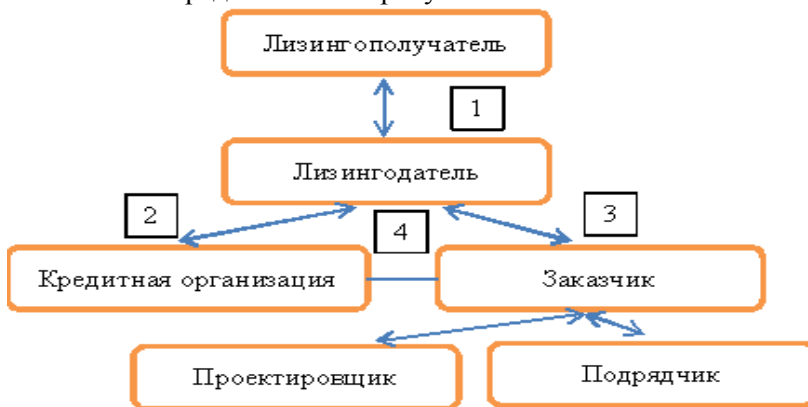 Лизингополучатель
1
Лизингодатель
2
4
3
Кредитная организация
Заказчик
Проектировщик
Подрядчик